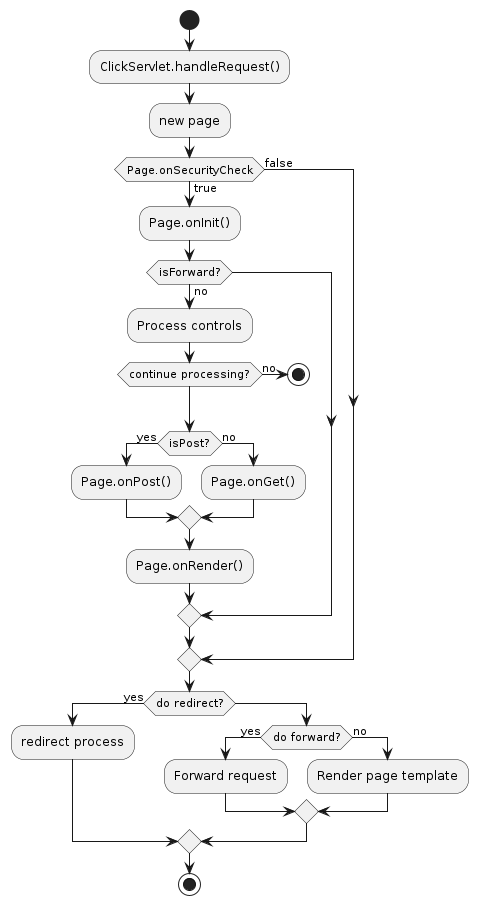 ClickServlet.handleRequest()
new page
Page.onSecurityCheck
false
true
Page.onInit()
isForward?
no
Process controls
continue processing?
no
isPost?
yes
no
Page.onPost()
Page.onGet()
Page.onRender()
do redirect?
yes
redirect process
do forward?
yes
no
Forward request
Render page template